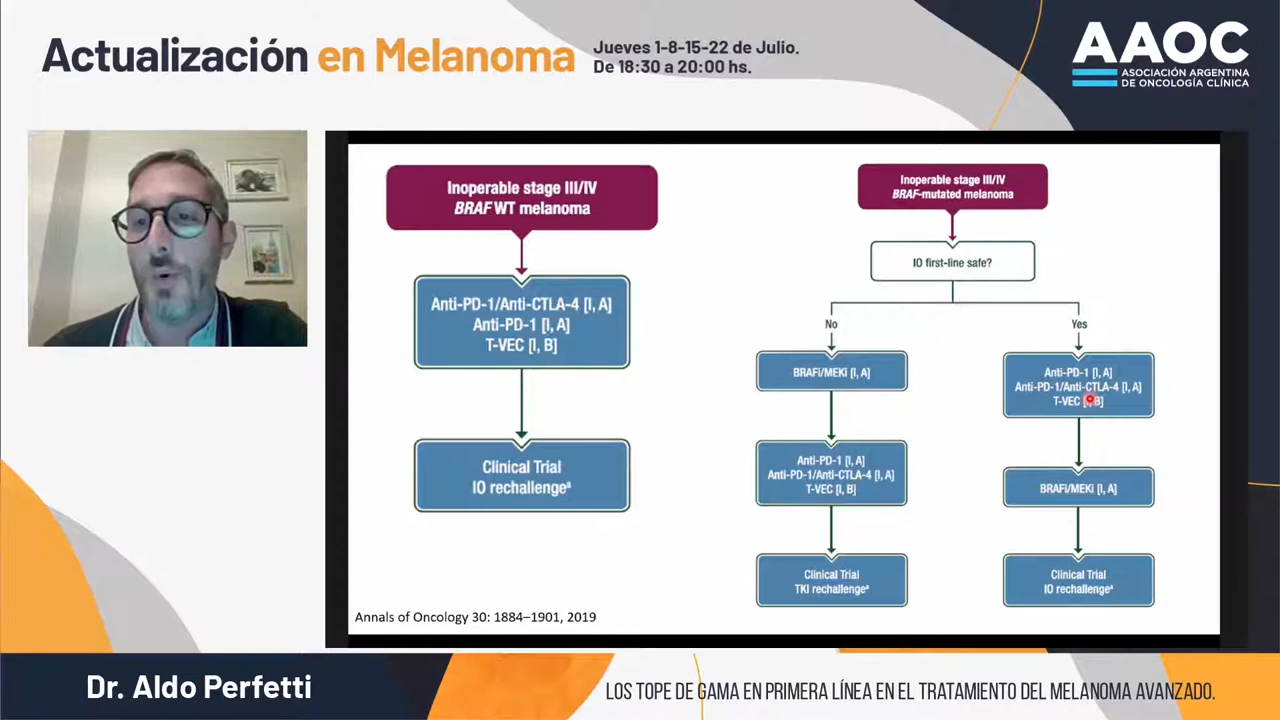 Actualización en Melanoma
Jueves 1-8-15-22 de Julio.
De 18:30 a 20:00 hs.
AAOC
ASOCIACIÓN ARGENTINA
DE ONCOLOGÍA CLÍNICA
Inoperable stage III/IV
BRAF WT melanoma
Anti-PD-1/Anti-CTLA-4 [I, A]
Anti-PD-1 [I, A]
T-VEC [I, B]
Clinical Trial
IO rechallengeª
Inoperable stage III/IV
BRAF-mutated melanoma
IO first-line safe?
No
Yes
BRAFi/MEKi [I, A]
Anti-PD-1 [I, A]
Anti-PD-1/Anti-CTLA-4 [I, A]
T-VEC [I, B]
Clinical Trial
TKI rechallengeª
Anti-PD-1 [I, A]
Anti-PD-1/Anti-CTLA-4 [I, A]
T-VEC [I, B]
BRAFi/MEKi [I, A]
Clinical Trial
IO rechallengeª
Annals of Oncology 30: 1884–1901, 2019
Dr. Aldo Perfetti
LOS TOPE DE GAMA EN PRIMERA LÍNEA EN EL TRATAMIENTO DEL MELANOMA AVANZADO.